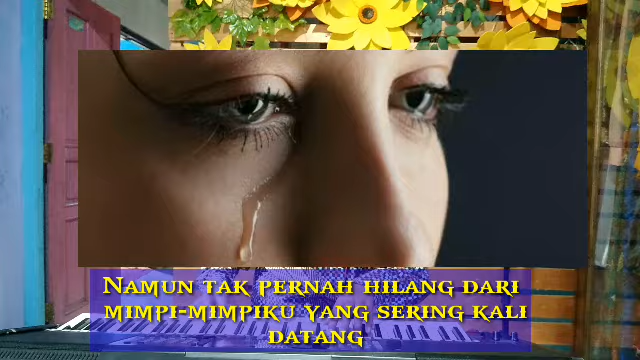 Namun tak pernah hilang dari
mimpi-mimpiku yang sering kali
datang